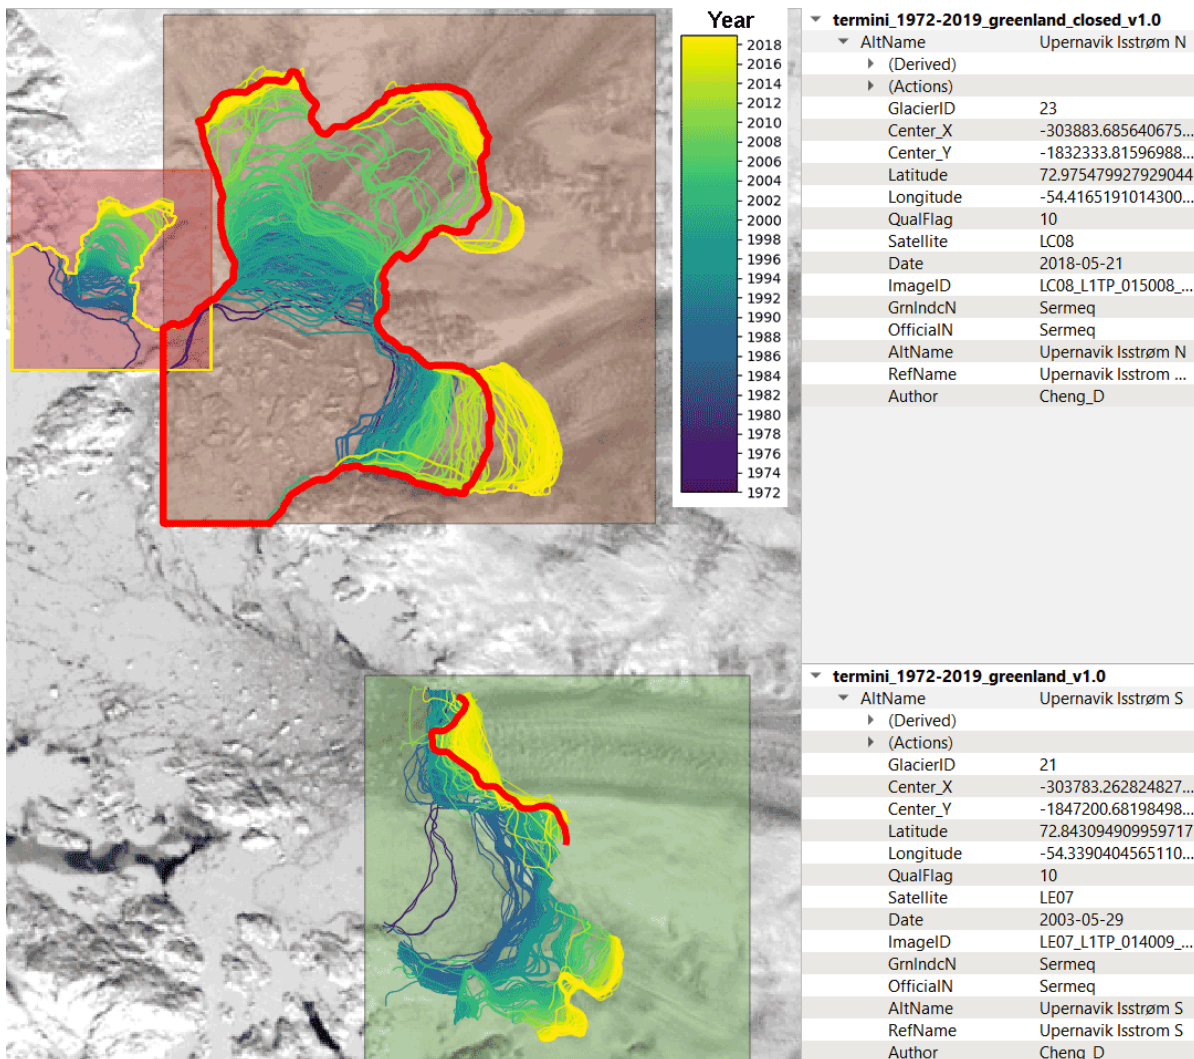 Year
2018
2016
2014
2012
2010
2008
2006
2004
2002
2000
1998
1996
1994
1992
1990
1988
1986
1984
1982
1980
1978
1976
1974
1972
termini_1972-2019_greenland_closed_v1.0
AltName Upernavik Isstrøm N
(Derived)
(Actions)
GlacierID 23
Center_X -303883.685640675...
Center_Y -1832333.81596988...
Latitude 72.975479927929044
Longitude -54.4165191014300...
QualFlag 10
Satellite LC08
Date 2018-05-21
ImageID LC08_L1TP_015008_...
GrnIndcN Sermeq
OfficialN Sermeq
AltName Upernavik Isstrøm N
RefName Upernavik Isstrom ...
Author Cheng_D
termini_1972-2019_greenland_v1.0
AltName Upernavik Isstrøm S
(Derived)
(Actions)
GlacierID 21
Center_X -303783.262824827...
Center_Y -1847200.68198498...
Latitude 72.843094909959717
Longitude -54.3390404565110...
QualFlag 10
Satellite LE07
Date 2003-05-29
ImageID LE07_L1TP_014009_...
GrnIndcN Sermeq
OfficialN Sermeq
AltName Upernavik Isstrøm S
RefName Upernavik Isstrom S
Author Cheng_D